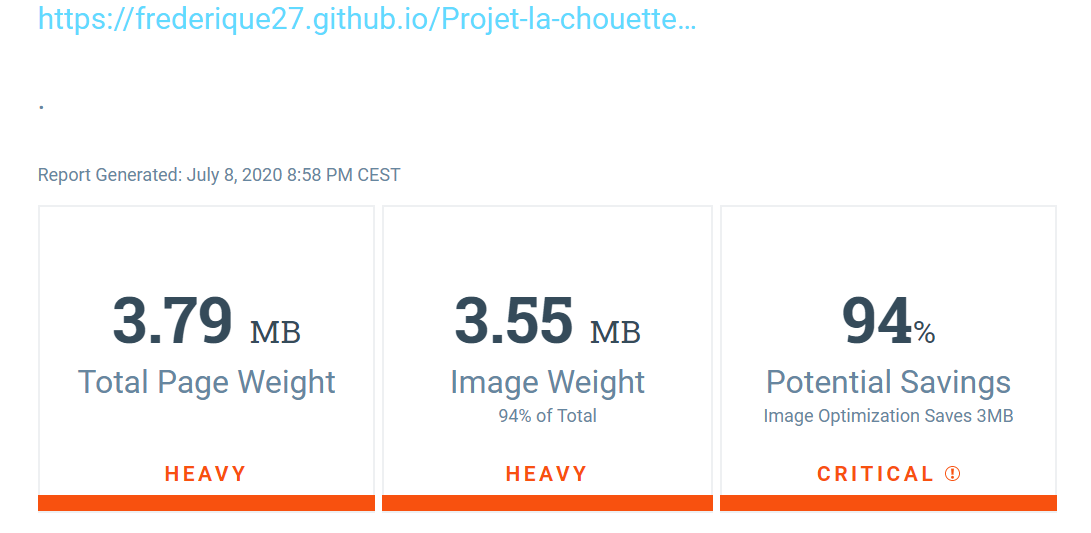 https://frederique27.github.io/Projet-la-chouette...
.
Report Generated: July 8, 2020 8:58 PM CEST
3.79 MB
Total Page Weight
HEAVY
3.55 MB
Image Weight
94% of Total
HEAVY
94%
Potential Savings
Image Optimization Saves 3MB
CRITICAL